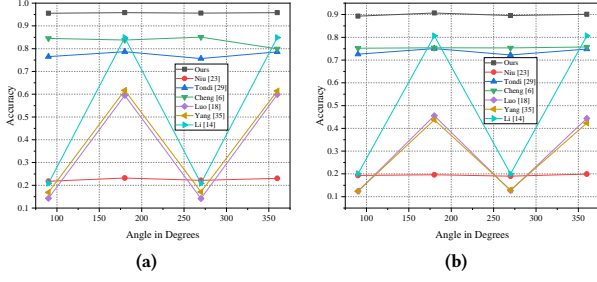 1.0
0.9
0.8
0.7
0.6
0.5
0.4
0.3
0.2
0.1
Accuracy
100 150 200 250 300 350
Angle in Degrees
Ours
Niu [23]
Tondi [29]
Cheng [6]
Luo [18]
Yang [35]
Li [14]
(a)
0.9
0.8
0.7
0.6
0.5
0.4
0.3
0.2
0.1
Accuracy
100 150 200 250 300 350
Angle in Degrees
Ours
Niu [23]
Tondi [29]
Cheng [6]
Luo [18]
Yang [35]
Li [14]
(b)